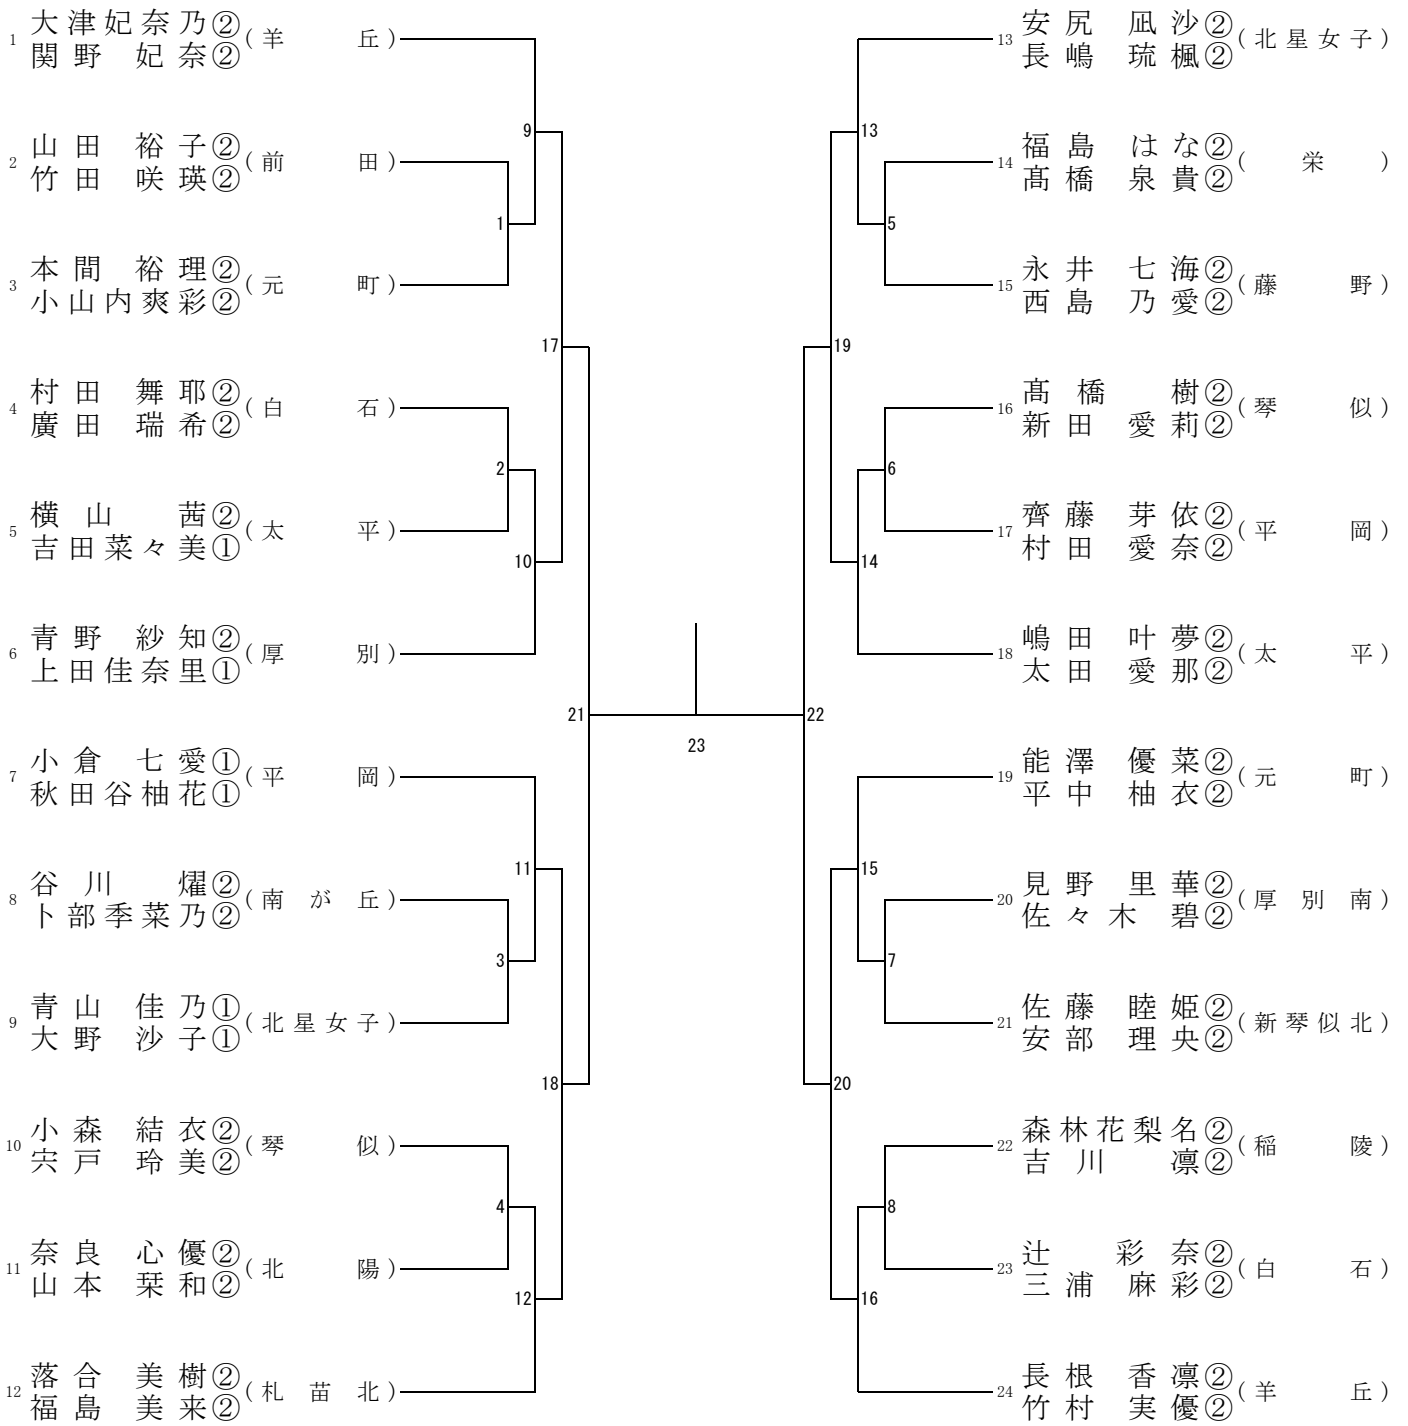 1 大津妃奈乃② (羊丘)
関野妃奈②
2 山田裕子② (前田)
竹田咲瑛②
3 本間裕理② (元町)
小山内爽彩②
4 村田舞耶② (白石)
廣田瑞希②
5 横山茜② (太平)
吉田菜々美①
6 青野紗知② (厚別)
上田佳奈里①
7 小倉七愛① (平岡)
秋田谷柚花①
8 谷川燿② (南が丘)
卜部季菜乃②
9 青山佳乃① (北星女子)
大野沙子①
10 小森結衣② (琴似)
宍戸玲美②
11 奈良心優② (北陽)
山本栞和②
12 落合美樹② (札苗北)
福島美来②
9
1
17
2
10
21
11
3
18
4
12
23
13
5
19
6
14
22
15
7
20
8
16
13 安尻凪沙② (北星女子)
長嶋琉楓②
14 福島はな② (栄)
髙橋泉貴②
15 永井七海② (藤野)
西島乃愛②
16 髙橋樹② (琴似)
新田愛莉②
17 齊藤芽依② (平岡)
村田愛奈②
18 嶋田叶夢② (太平)
太田愛那②
19 能澤優菜② (元町)
平中柚衣②
20 見野里華② (厚別南)
佐々木碧②
21 佐藤睦姫② (新琴似北)
安部理央②
22 森林花梨名② (稲陵)
吉川凛②
23 辻彩奈② (白石)
三浦麻彩②
24 長根香凛② (羊丘)
竹村実優②